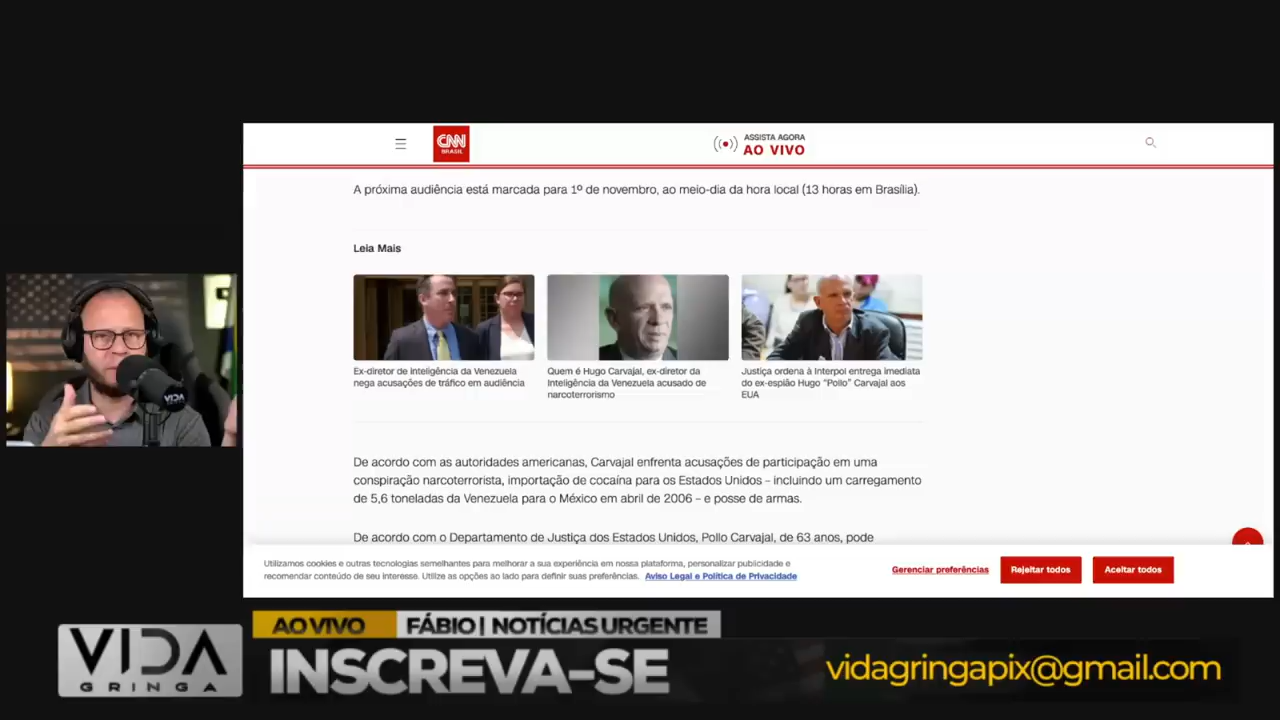 CNN
BRASIL
ASSISTA AGORA
AO VIVO
A próxima audiência está marcada para 1º de novembro, ao meio-dia da hora local (13 horas em Brasília).
Leia Mais
Ex-diretor de inteligência da Venezuela
nega acusações de tráfico em audiência
Quem é Hugo Carvajal, ex-diretor da
Inteligência da Venezuela acusado de
narcoterrorismo
Justiça ordena à Interpol entrega imediata
do ex-espião Hugo “Pollo” Carvajal aos
EUA
De acordo com as autoridades americanas, Carvajal enfrenta acusações de participação em uma
conspiração narcoterrorista, importação de cocaína para os Estados Unidos – incluindo um carregamento
de 5,6 toneladas da Venezuela para o México em abril de 2006 – e posse de armas.
De acordo com o Departamento de Justiça dos Estados Unidos, Pollo Carvajal, de 63 anos, pode
Utilizamos cookies e outras tecnologias semelhantes para melhorar a sua experiência em nossa plataforma, personalizar publicidade e
recomendar conteúdo de seu interesse. Utilize as opções ao lado para definir suas preferências. Aviso Legal e Política de Privacidade
Gerenciar preferências
Rejeitar todos
Aceitar todos
VIDA
AO VIVO
FÁBIO | NOTÍCIAS URGENTE
VIDA
GRINGA
INSCREVA-SE
vidagringapix@gmail.com